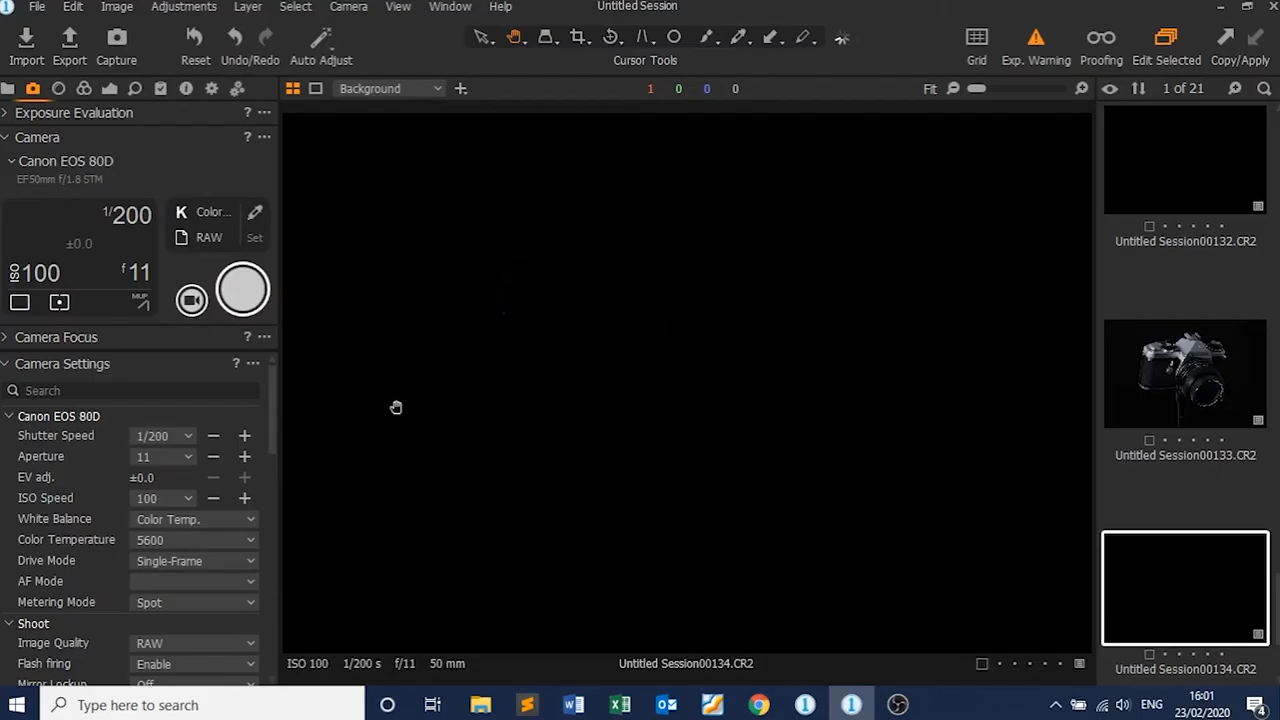 File Edit Image Adjustments Layer Select Camera View Window Help Untitled Session
Import Export Capture Reset Undo/Redo Auto Adjust Cursor Tools Grid Exp. Warning Proofing Edit Selected Copy/Apply
Background 1 0 0 0 Fit 1 of 21
Exposure Evaluation ? ...
Camera ? ...
Canon EOS 80D
EF50mm f/1.8 STM
1/200 K Color...
±0.0 RAW Set
ISO 100 f 11
MUP
Camera Focus ? ...
Camera Settings ? ...
Search
Canon EOS 80D
Shutter Speed 1/200
Aperture 11
EV adj. ±0.0
ISO Speed 100
White Balance Color Temp.
Color Temperature 5600
Drive Mode Single-Frame
AF Mode
Metering Mode Spot
Shoot
Image Quality RAW
Flash firing Enable
Mirror Lockup Off
ISO 100 1/200 s f/11 50 mm Untitled Session00134.CR2
Untitled Session00132.CR2
Untitled Session00133.CR2
Untitled Session00134.CR2
Type here to search
ENG
16:01
23/02/2020
4